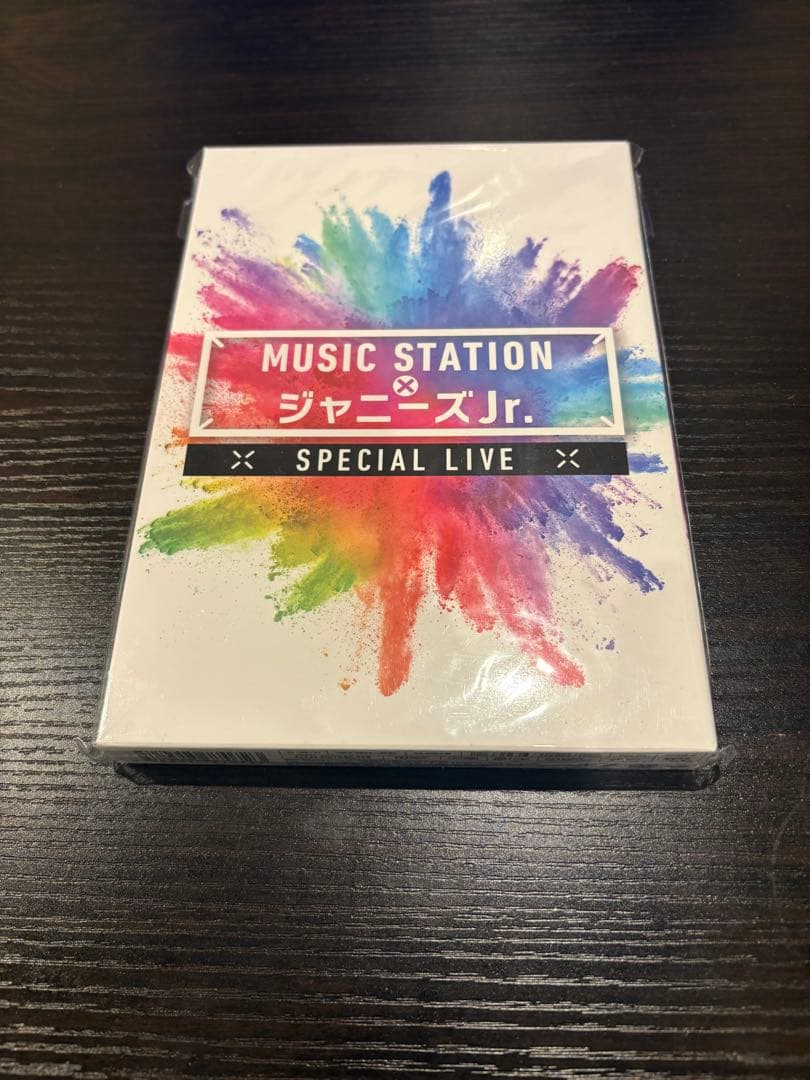 MUSIC STATION
×
ジャニーズJr.
SPECIAL LIVE